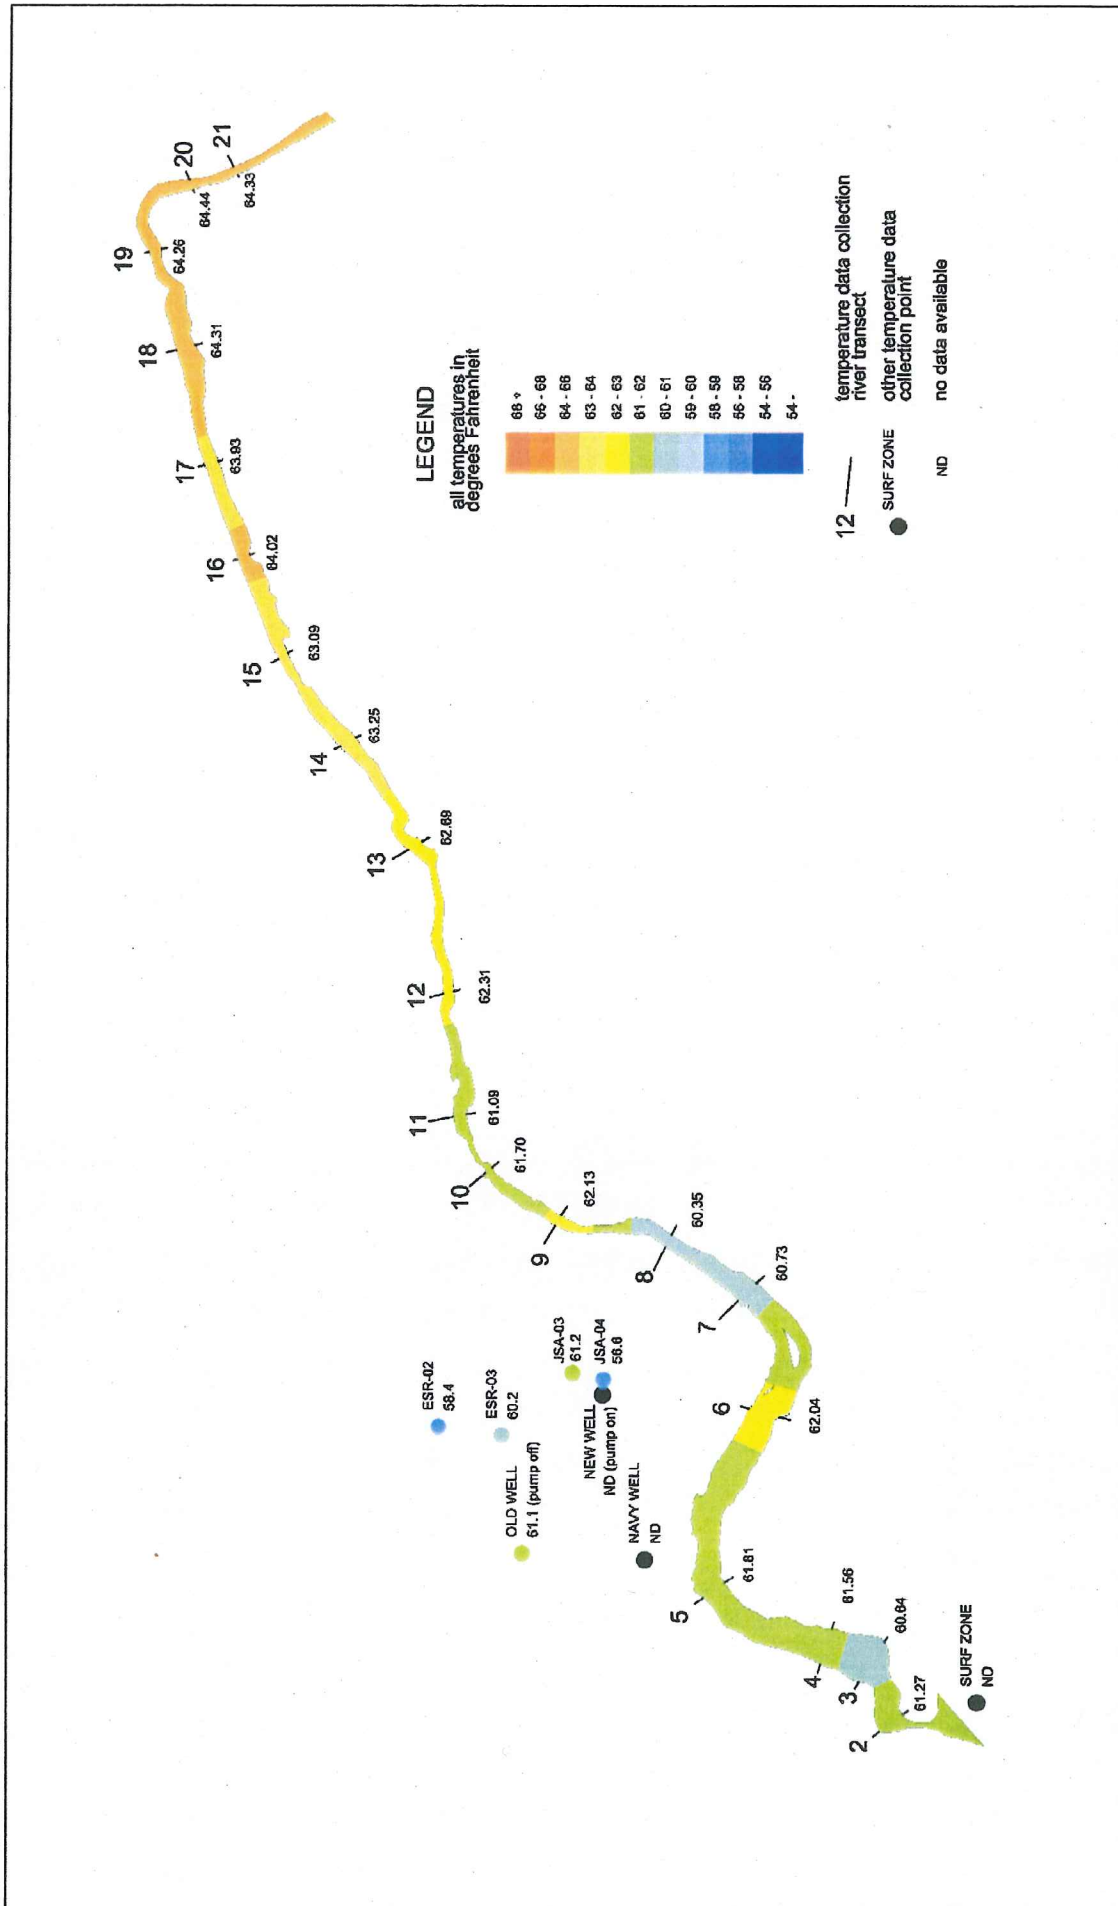 2
61.27
3
60.64
4
61.56
5
61.81
6
62.04
7
60.73
8
60.35
9
62.13
10
61.70
11
61.09
12
62.31
13
62.69
14
63.25
15
63.09
16
64.02
17
63.93
18
64.31
19
64.26
20
64.44
21
64.33
SURF ZONE
ND
NAVY WELL
ND
OLD WELL
61.1 (pump off)
NEW WELL
ND (pump on)
ESR-02
58.4
ESR-03
60.2
JSA-03
61.2
JSA-04
56.6
LEGEND
all temperatures in
degrees Fahrenheit
68 +
66 - 68
64 - 66
63 - 64
62 - 63
61 - 62
60 - 61
59 - 60
58 - 59
56 - 58
54 - 56
54 -
12
temperature data collection
river transect
SURF ZONE
other temperature data
collection point
ND
no data available